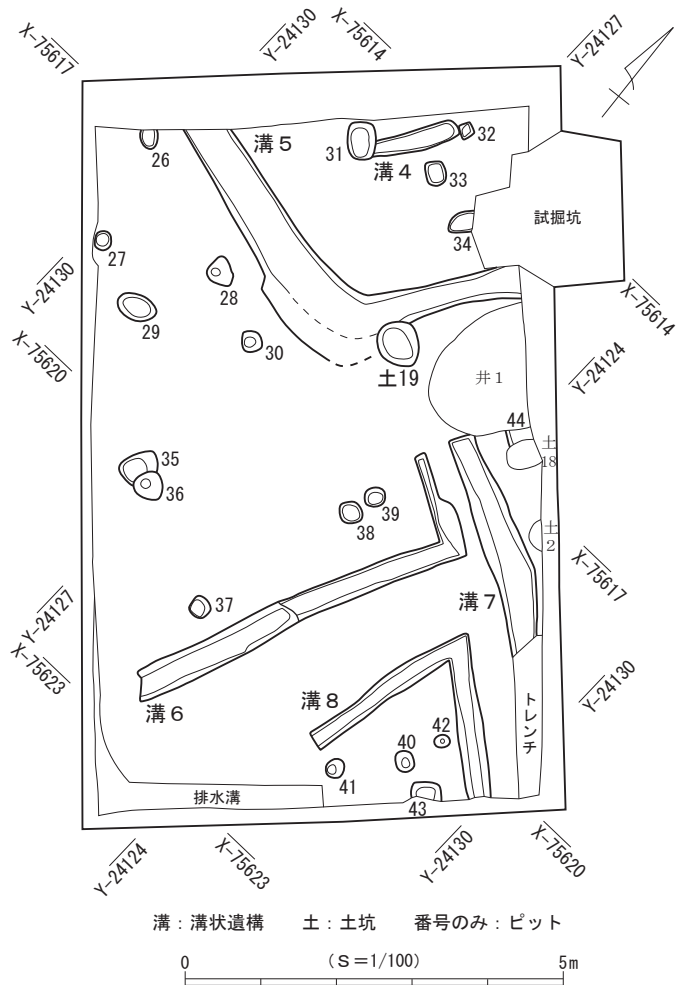 X-75617
Y-24130
X-75614
Y-24127
溝5
31
32
26
溝4
33
34
試掘坑
27
28
Y-24130
29
X-75614
30
X-75620
土19
井1
Y-24124
44
土18
35
36
39
38
土2
X-75617
37
溝7
Y-24127
X-75623
溝6
溝8
Y-24130
トレンチ
42
40
41
43
排水溝
Y-24124
X-75623
Y-24130
X-75620
溝：溝状遺構　土：土坑　番号のみ：ピット
(S=1/100)
0 5m